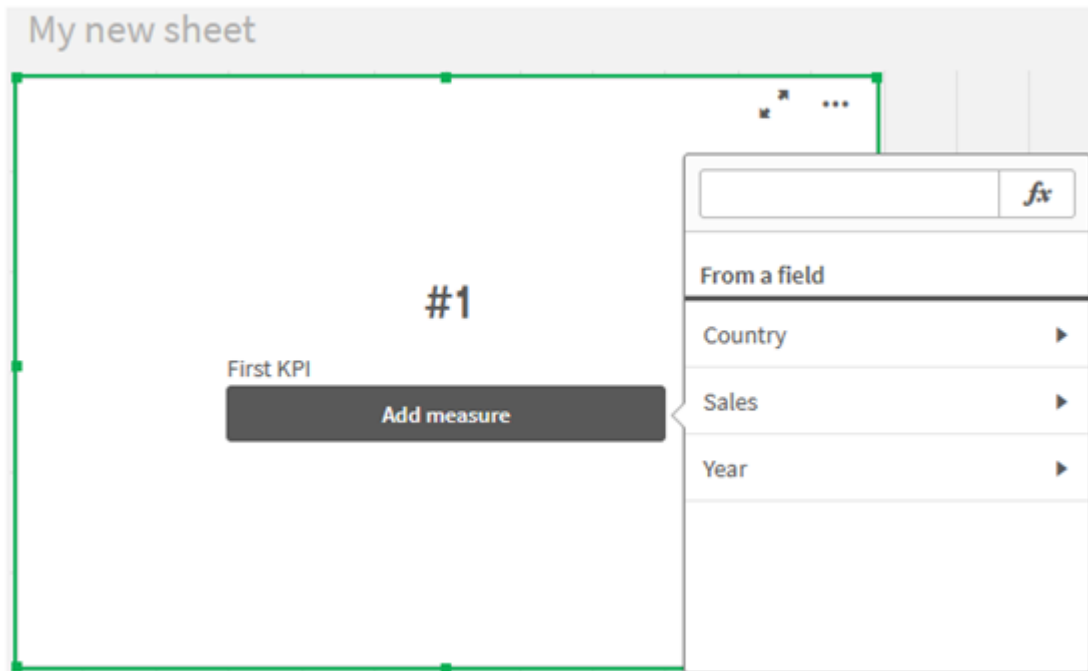 My new sheet
fx
From a field
#1
Country
First KPI
Sales
Add measure
Year